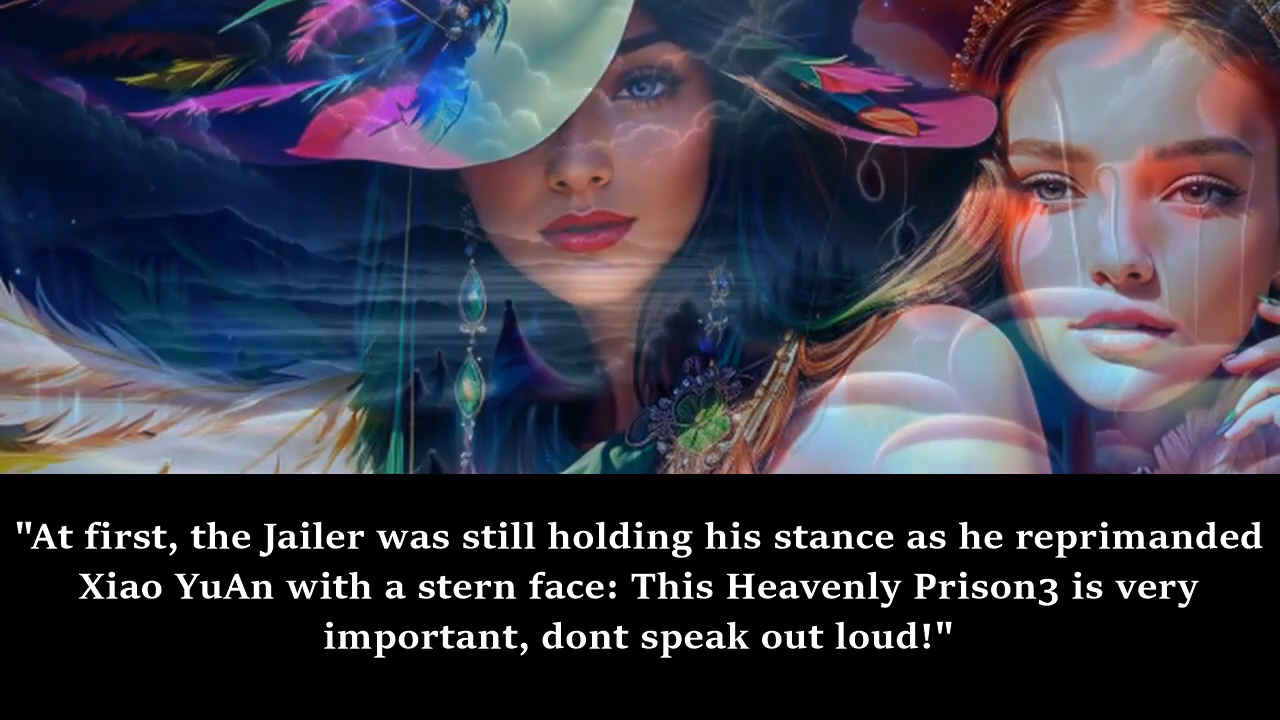 "At first, the Jailer was still holding his stance as he reprimanded
Xiao YuAn with a stern face: This Heavenly Prison3 is very
important, dont speak out loud!"